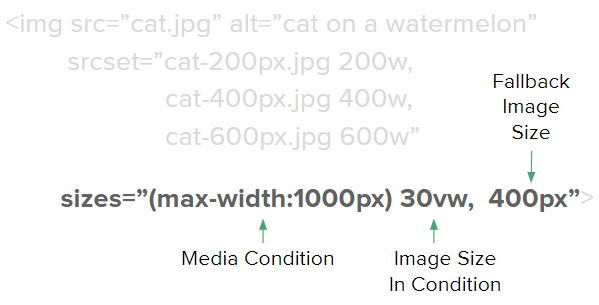 <img src=”cat.jpg” alt=”cat on a watermelon”
srcset=”cat-200px.jpg 200w,
cat-400px.jpg 400w,
cat-600px.jpg 600w”
Fallback
Image
Size
sizes=”(max-width:1000px) 30vw, 400px”>
Media Condition
Image Size
In Condition